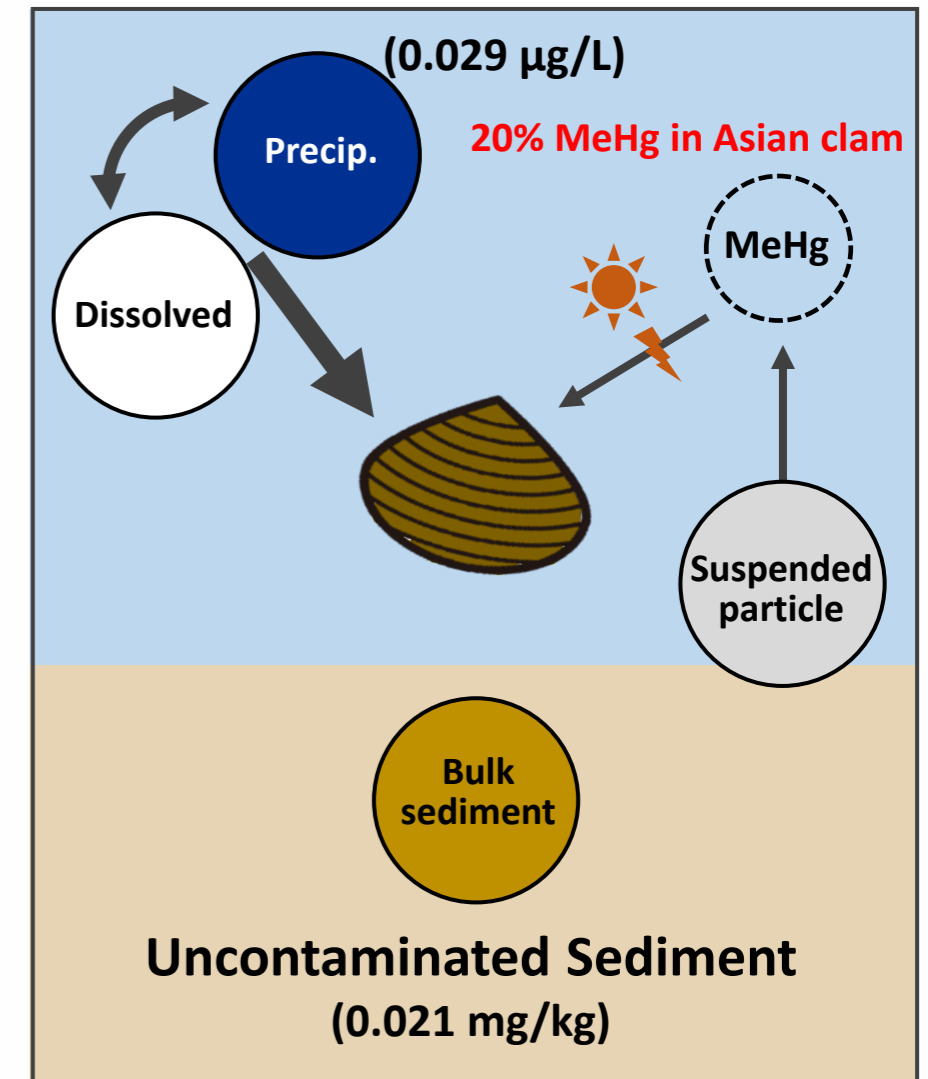 (0.029 µg/L)
Precip.
20% MeHg in Asian clam
MeHg
Dissolved
Suspended
particle
Bulk
sediment
Uncontaminated Sediment
(0.021 mg/kg)